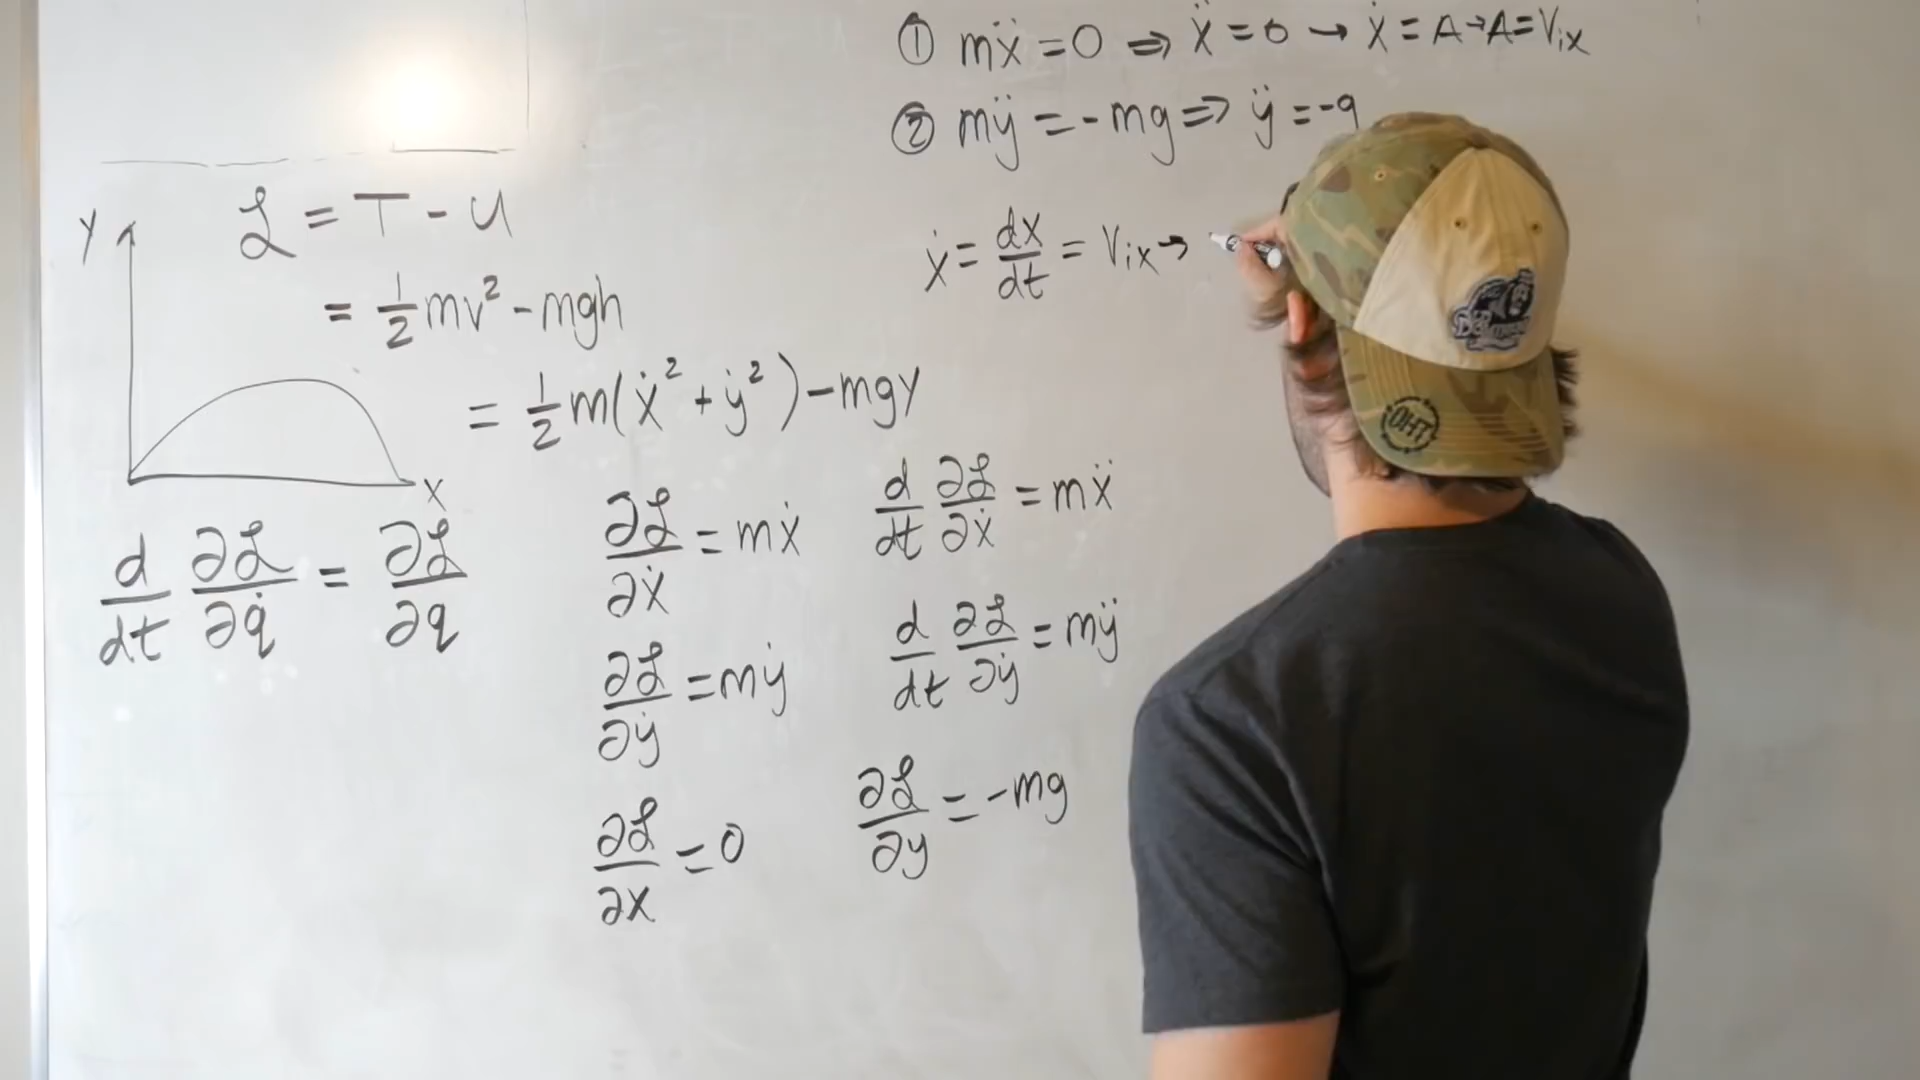 ① mẍ = 0 ⇒ ẍ = 0 → ẋ = A → A = Vix
② mÿ = -mg ⇒ ÿ = -g
ẋ = dx/dt = Vix →
y
ℒ = T - U
= 1/2 mv² - mgh
= 1/2 m(ẋ² + ẏ²) - mgy
x
d/dt ∂ℒ/∂q̇ = ∂ℒ/∂q
∂ℒ/∂ẋ = mẋ
d/dt ∂ℒ/∂ẋ = mẍ
∂ℒ/∂ẏ = mẏ
d/dt ∂ℒ/∂ẏ = mÿ
∂ℒ/∂x = 0
∂ℒ/∂y = -mg
OHT